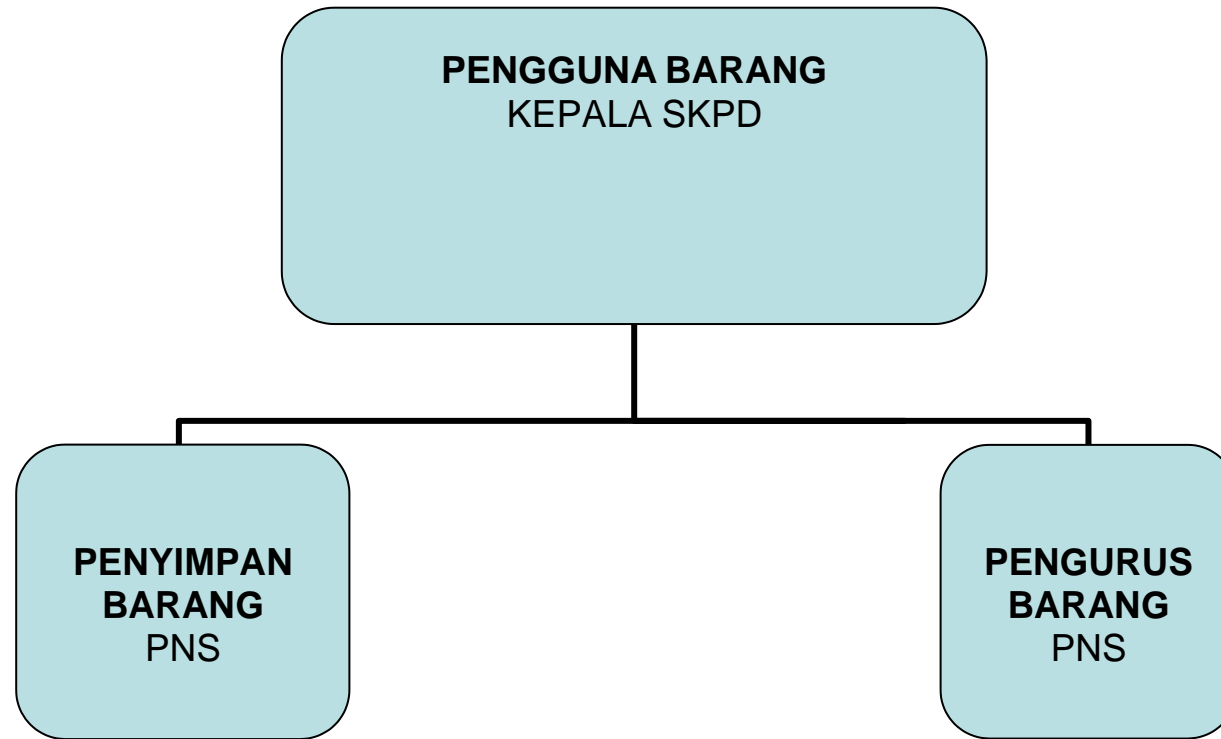 PENGGUNA BARANG
KEPALA SKPD
PENYIMPAN
BARANG
PNS
PENGURUS
BARANG
PNS